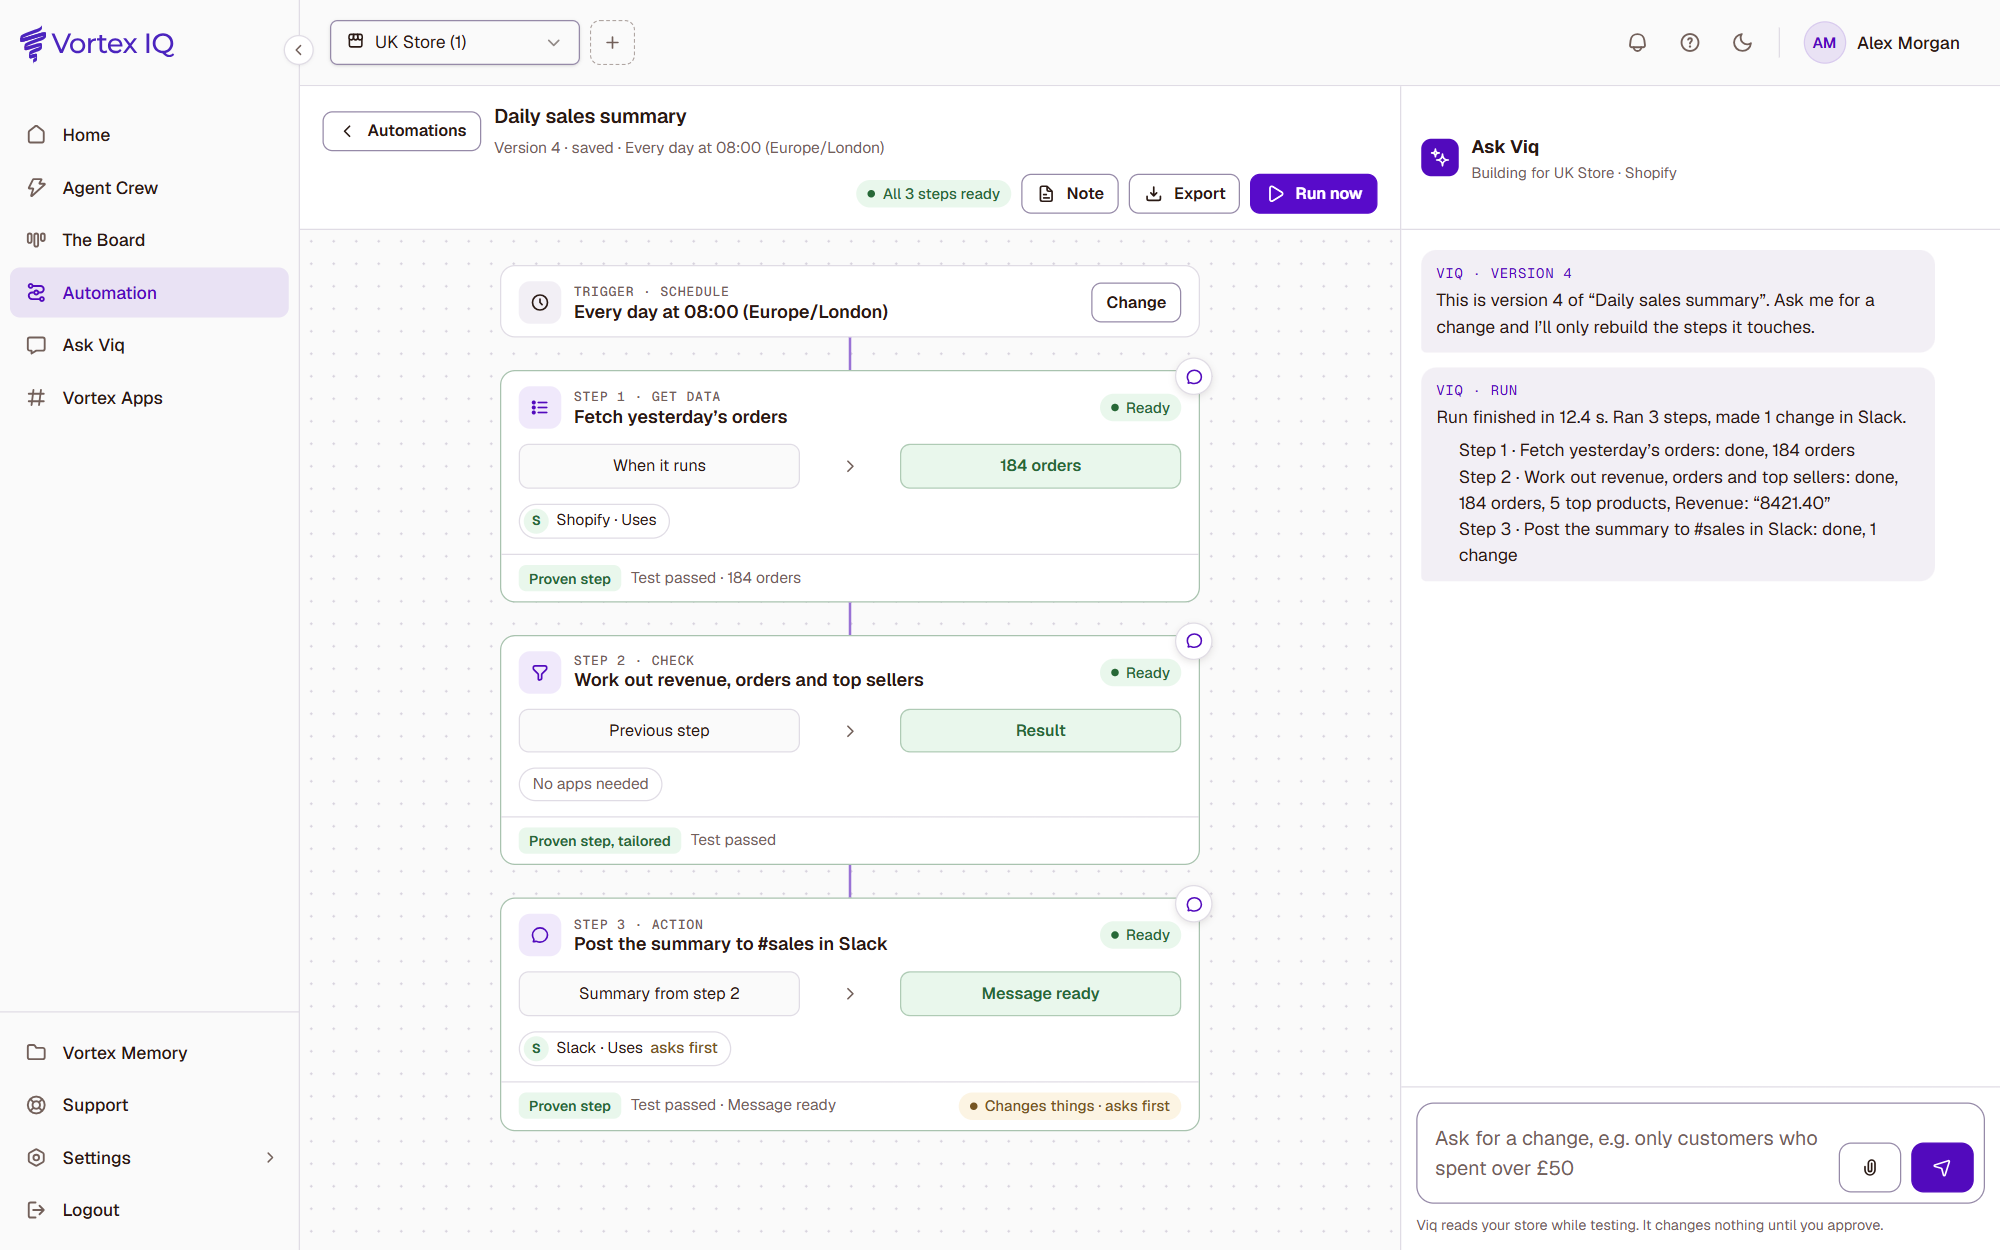 Vortex IQ
UK Store (1)
AM
Alex Morgan
Home
Agent Crew
The Board
Automation
Ask Viq
Vortex Apps
Vortex Memory
Support
Settings
Logout
Automations
Daily sales summary
Version 4 · saved · Every day at 08:00 (Europe/London)
All 3 steps ready
Note
Export
Run now
TRIGGER · SCHEDULE
Every day at 08:00 (Europe/London)
Change
STEP 1 · GET DATA
Fetch yesterday’s orders
Ready
When it runs
184 orders
S
Shopify · Uses
Proven step
Test passed · 184 orders
STEP 2 · CHECK
Work out revenue, orders and top sellers
Ready
Previous step
Result
No apps needed
Proven step, tailored
Test passed
STEP 3 · ACTION
Post the summary to #sales in Slack
Ready
Summary from step 2
Message ready
S
Slack · Uses asks first
Proven step
Test passed · Message ready
Changes things · asks first
Ask Viq
Building for UK Store · Shopify
VIQ · VERSION 4
This is version 4 of “Daily sales summary”. Ask me for a
change and I’ll only rebuild the steps it touches.
VIQ · RUN
Run finished in 12.4 s. Ran 3 steps, made 1 change in Slack.
Step 1 · Fetch yesterday’s orders: done, 184 orders
Step 2 · Work out revenue, orders and top sellers: done,
184 orders, 5 top products, Revenue: “8421.40”
Step 3 · Post the summary to #sales in Slack: done, 1
change
Ask for a change, e.g. only customers who
spent over £50
Viq reads your store while testing. It changes nothing until you approve.